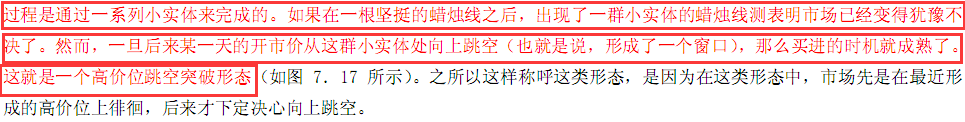 过程是通过一系列小实体来完成的。如果在一根坚挺的蜡烛线之后，出现了一群小实体的蜡烛线测表明市场已经变得犹豫不
决了。然而，一旦后来某一天的开市价从这群小实体处向上跳空（也就是说，形成了一个窗口），那么买进的时机就成熟了。
这就是一个高价位跳空突破形态（如图 7．17 所示）。之所以这样称呼这类形态，是因为在这类形态中，市场先是在最近形
成的高价位上徘徊，后来才下定决心向上跳空。